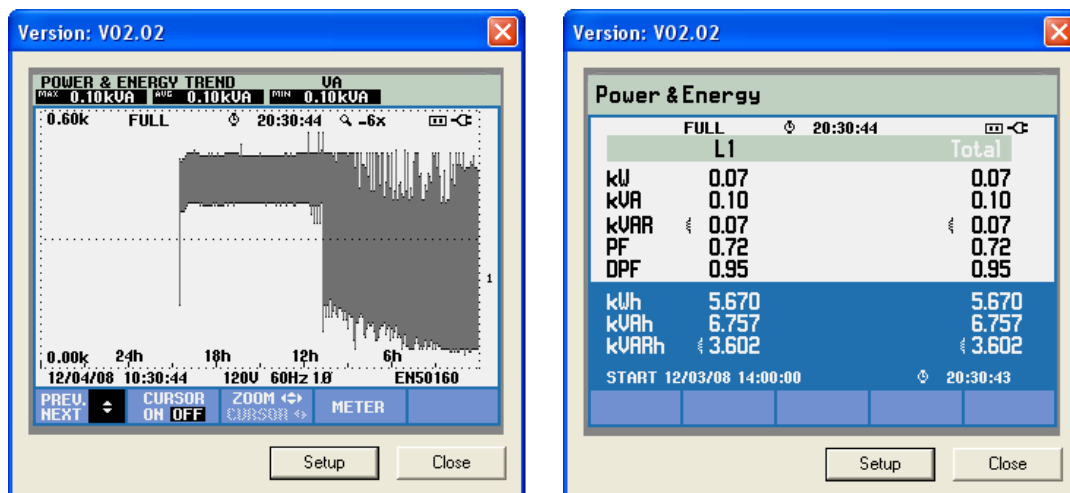 Version: V02.02
POWER & ENERGY TREND VA
MAX 0.10kVA AVG 0.10kVA MIN 0.10kVA
0.60k FULL 20:30:44 -6x
1
0.00k 24h 18h 12h 6h
12/04/08 10:30:44 120V 60Hz 1Ø EN50160
PREV. NEXT CURSOR ON OFF ZOOM CURSOR METER
Setup Close
Version: V02.02
Power & Energy
FULL 20:30:44
L1 Total
kW 0.07 0.07
kVA 0.10 0.10
kVAR 0.07 0.07
PF 0.72 0.72
DPF 0.95 0.95
kWh 5.670 5.670
kVAh 6.757 6.757
kVARh 3.602 3.602
START 12/03/08 14:00:00 20:30:43
Setup Close